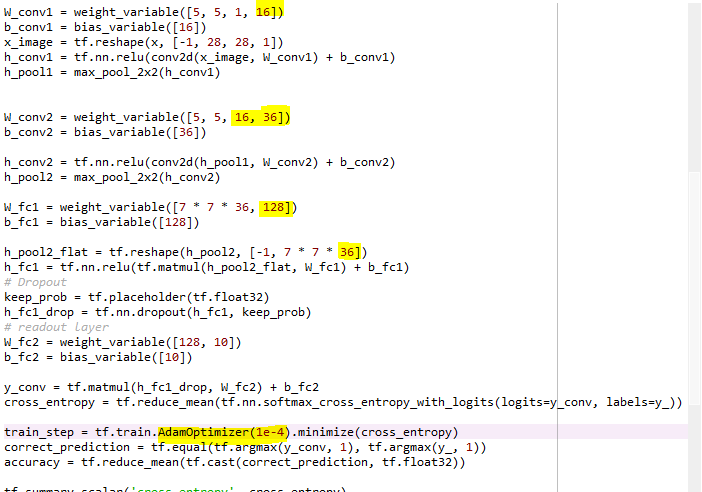 W_conv1 = weight_variable([5, 5, 1, 16])
b_conv1 = bias_variable([16])
x_image = tf.reshape(x, [-1, 28, 28, 1])
h_conv1 = tf.nn.relu(conv2d(x_image, W_conv1) + b_conv1)
h_pool1 = max_pool_2x2(h_conv1)
W_conv2 = weight_variable([5, 5, 16, 36])
b_conv2 = bias_variable([36])
h_conv2 = tf.nn.relu(conv2d(h_pool1, W_conv2) + b_conv2)
h_pool2 = max_pool_2x2(h_conv2)
W_fc1 = weight_variable([7 * 7 * 36, 128])
b_fc1 = bias_variable([128])
h_pool2_flat = tf.reshape(h_pool2, [-1, 7 * 7 * 36])
h_fc1 = tf.nn.relu(tf.matmul(h_pool2_flat, W_fc1) + b_fc1)
# Dropout
keep_prob = tf.placeholder(tf.float32)
h_fc1_drop = tf.nn.dropout(h_fc1, keep_prob)
# readout layer
W_fc2 = weight_variable([128, 10])
b_fc2 = bias_variable([10])
y_conv = tf.matmul(h_fc1_drop, W_fc2) + b_fc2
cross_entropy = tf.reduce_mean(tf.nn.softmax_cross_entropy_with_logits(logits=y_conv, labels=y_))
train_step = tf.train.AdamOptimizer(1e-4).minimize(cross_entropy)
correct_prediction = tf.equal(tf.argmax(y_conv, 1), tf.argmax(y_, 1))
accuracy = tf.reduce_mean(tf.cast(correct_prediction, tf.float32))
tf.summary.scalar('cross_entropy', cross_entropy)